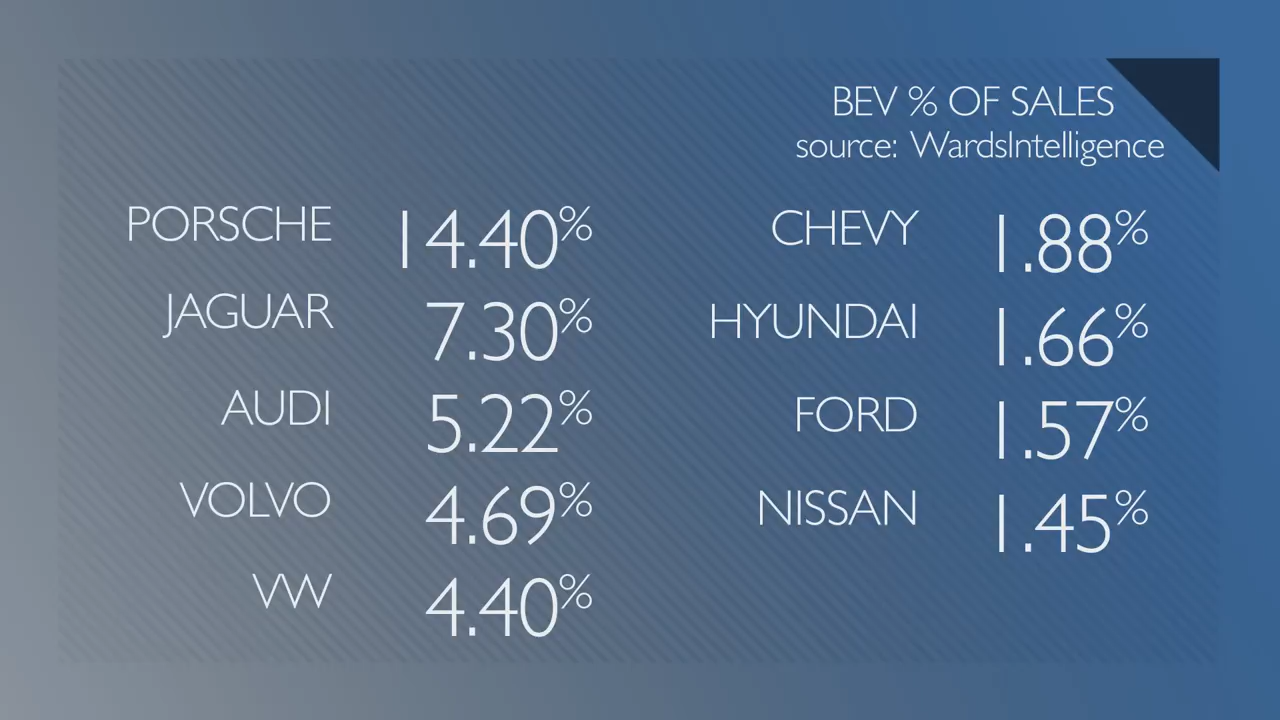 BEV % OF SALES
source: WardsIntelligence
PORSCHE 14.40%
JAGUAR 7.30%
AUDI 5.22%
VOLVO 4.69%
VW 4.40%
CHEVY 1.88%
HYUNDAI 1.66%
FORD 1.57%
NISSAN 1.45%